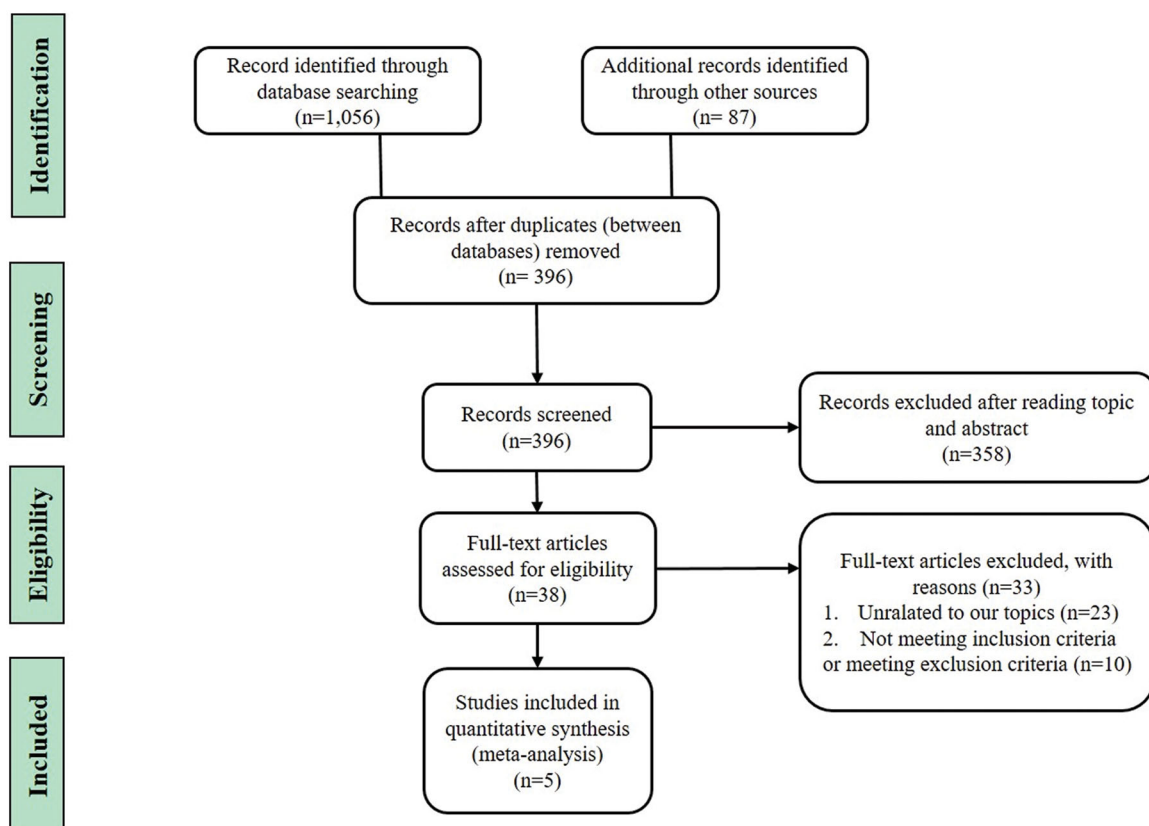 Identification
Record identified through
database searching
(n=1,056)
Additional records identified
through other sources
(n= 87)
Records after duplicates (between
databases) removed
(n= 396)
Screening
Records screened
(n=396)
Records excluded after reading topic
and abstract
(n=358)
Eligibility
Full-text articles
assessed for eligibility
(n=38)
Full-text articles excluded, with
reasons (n=33)
1. Unralated to our topics (n=23)
2. Not meeting inclusion criteria
or meeting exclusion criteria (n=10)
Included
Studies included in
quantitative synthesis
(meta-analysis)
(n=5)